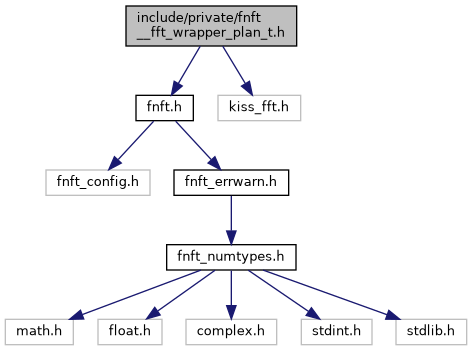 include/private/fnft
__fft_wrapper_plan_t.h
fnft.h
kiss_fft.h
fnft_config.h
fnft_errwarn.h
fnft_numtypes.h
math.h
float.h
complex.h
stdint.h
stdlib.h